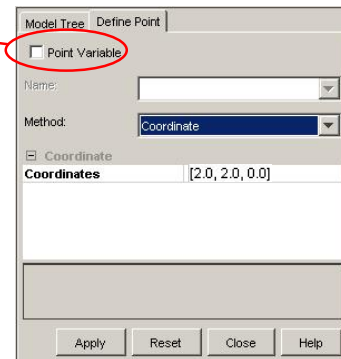 Model Tree Define Point
Point Variable
Name:
Method: Coordinate
Coordinate
Coordinates [2.0, 2.0, 0.0]
Apply Reset Close Help